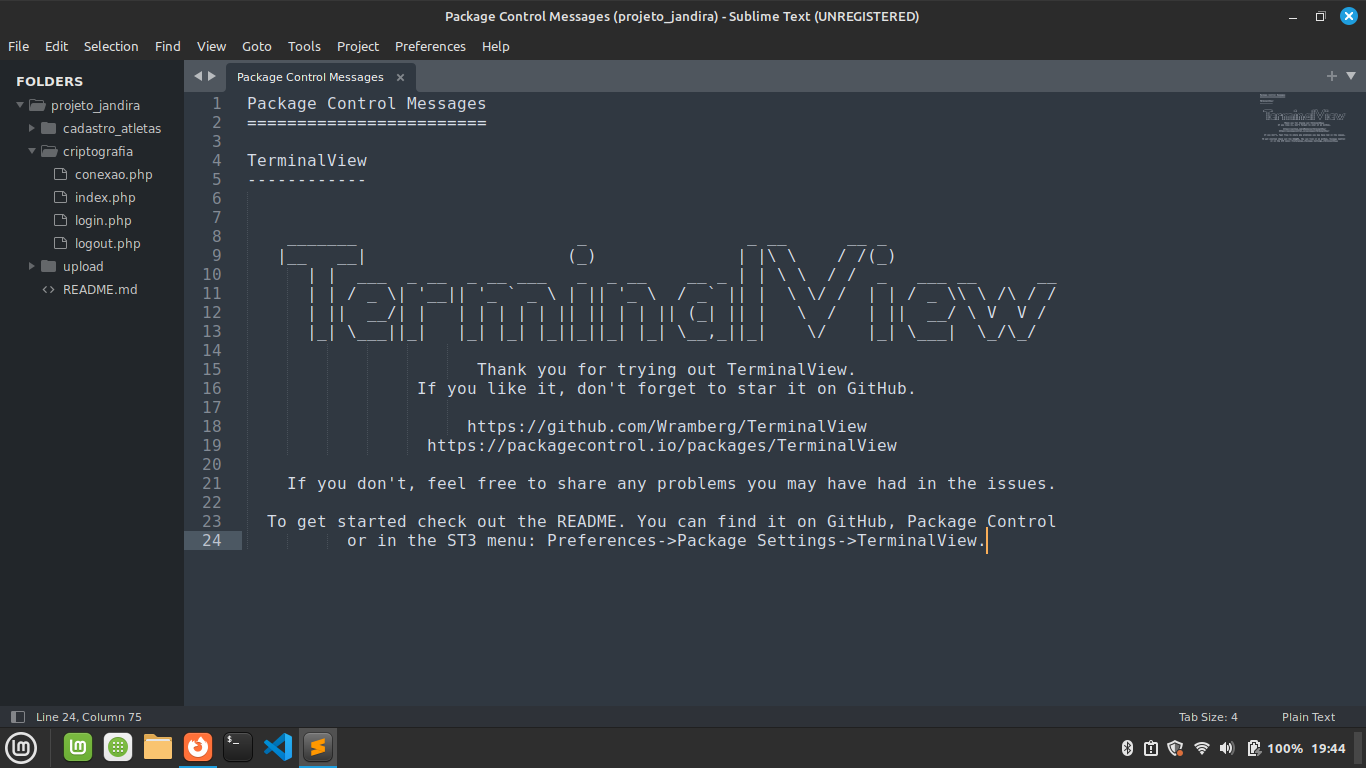 Package Control Messages (projeto_jandira) - Sublime Text (UNREGISTERED)
File Edit Selection Find View Goto Tools Project Preferences Help
FOLDERS
projeto_jandira
cadastro_atletas
criptografia
conexao.php
index.php
login.php
logout.php
upload
README.md
Package Control Messages
1 Package Control Messages
2 ========================
3
4 TerminalView
5 ------------
6
7
8
9
10
11
12
13
TerminalView
14
15 Thank you for trying out TerminalView.
16 If you like it, don't forget to star it on GitHub.
17
18 https://github.com/Wramberg/TerminalView
19 https://packagecontrol.io/packages/TerminalView
20
21 If you don't, feel free to share any problems you may have had in the issues.
22
23 To get started check out the README. You can find it on GitHub, Package Control
24 or in the ST3 menu: Preferences->Package Settings->TerminalView.
Line 24, Column 75 Tab Size: 4 Plain Text
$_ 100% 19:44